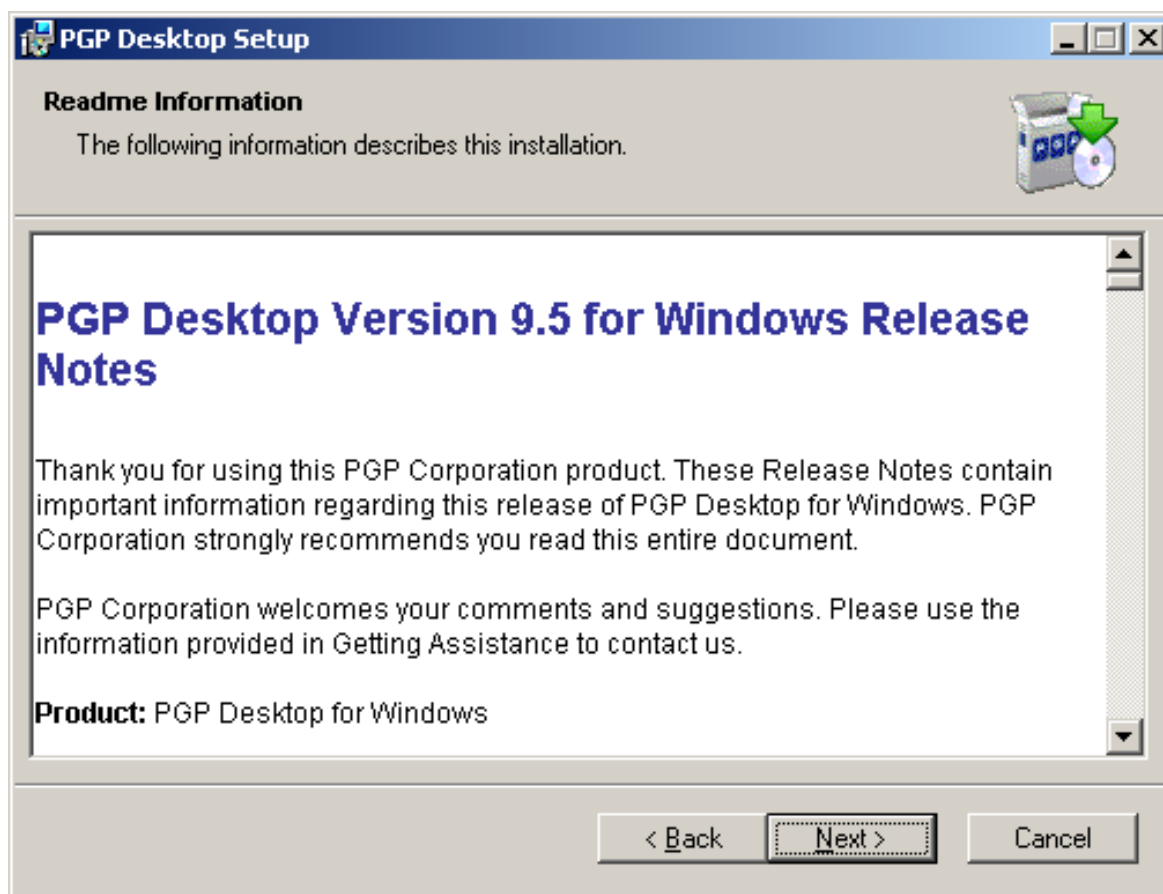 PGP Desktop Setup
Readme Information
The following information describes this installation.
PGP Desktop Version 9.5 for Windows Release
Notes
Thank you for using this PGP Corporation product. These Release Notes contain
important information regarding this release of PGP Desktop for Windows. PGP
Corporation strongly recommends you read this entire document.
PGP Corporation welcomes your comments and suggestions. Please use the
information provided in Getting Assistance to contact us.
Product: PGP Desktop for Windows
< Back
Next >
Cancel